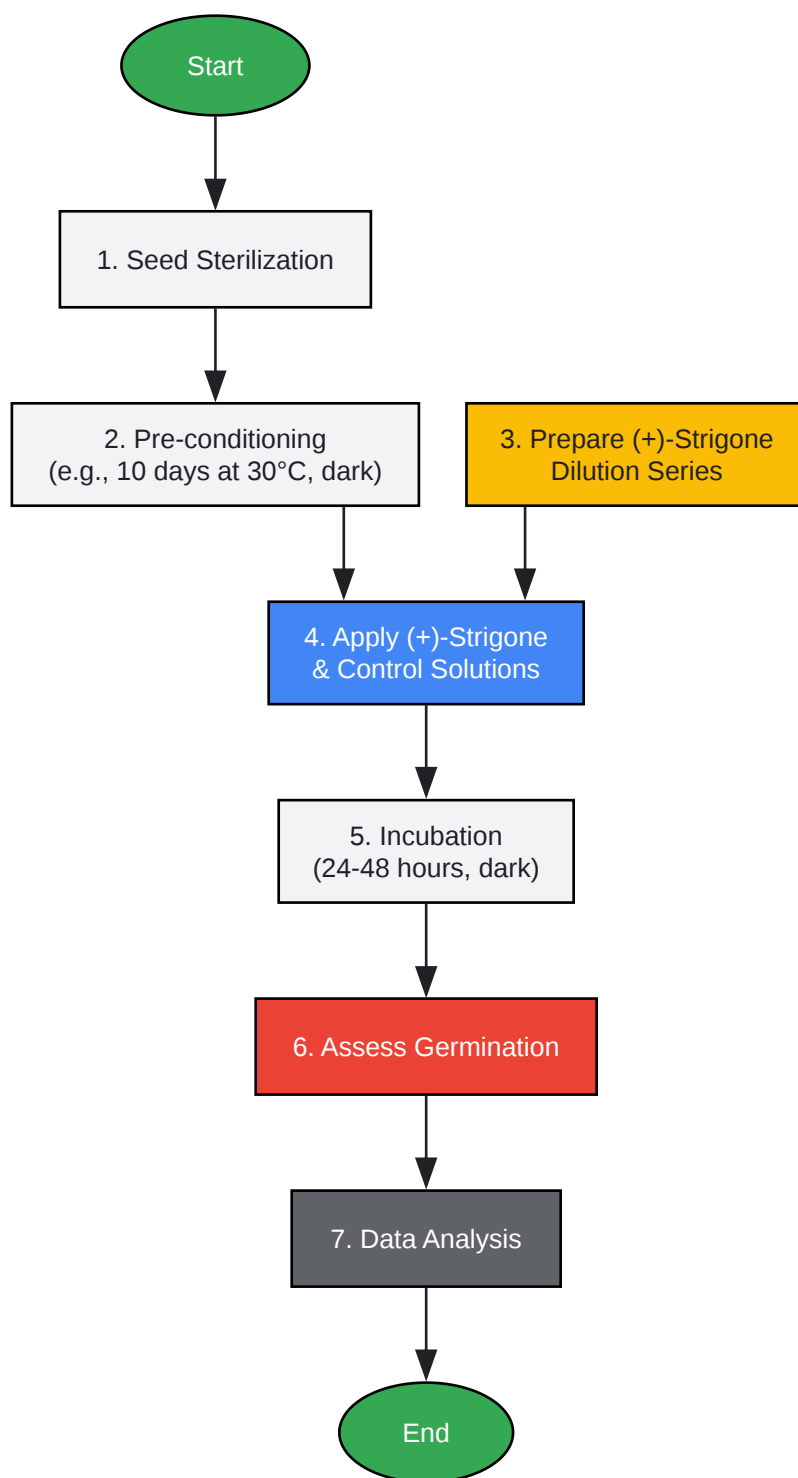 Start
1. Seed Sterilization
2. Pre-conditioning
(e.g., 10 days at 30°C, dark)
3. Prepare (+)-Strigone
Dilution Series
4. Apply (+)-Strigone
& Control Solutions
5. Incubation
(24-48 hours, dark)
6. Assess Germination
7. Data Analysis
End